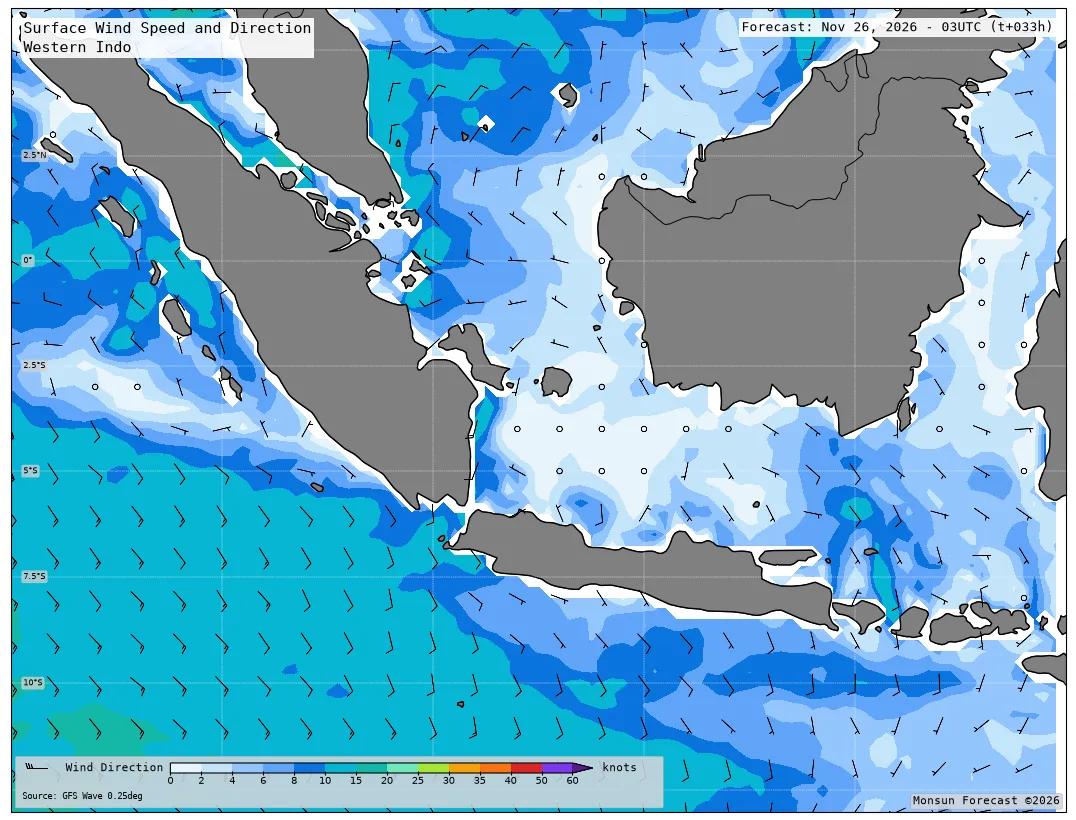 Surface Wind Speed and Direction
Western Indo
Forecast: Nov 26, 2026 - 03UTC (t+033h)
2.5°N
0°
2.5°S
5°S
7.5°S
10°S
Wind Direction
0 2 4 6 8 10 15 20 25 30 35 40 50 60 knots
Source: GFS Wave 0.25deg
Monsun Forecast ©2026